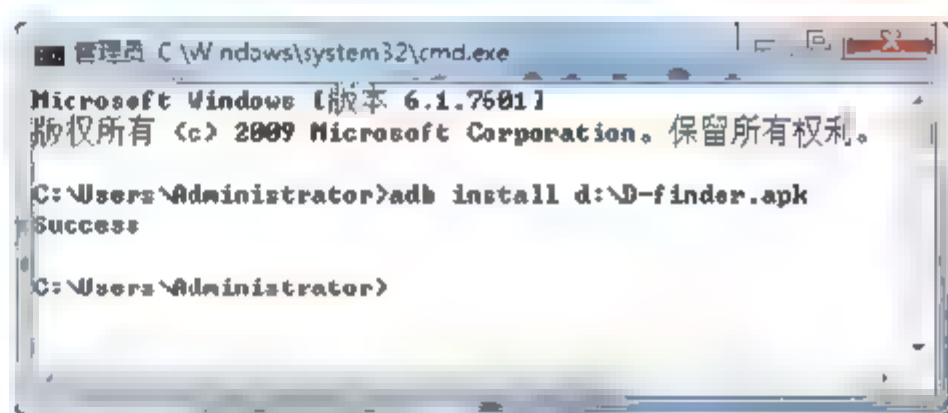 管理员 C:\Windows\system32\cmd.exe
Microsoft Windows [版本 6.1.7601]
版权所有 (c) 2009 Microsoft Corporation。保留所有权利。
C:\Users\Administrator>adb install d:\D-finder.apk
Success
C:\Users\Administrator>